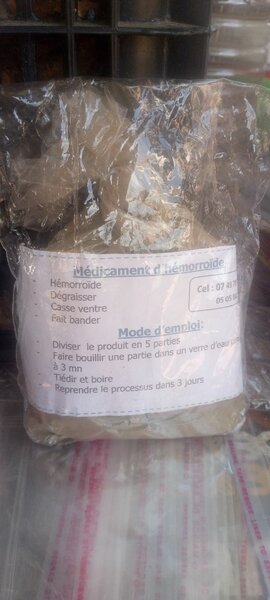 Médicament d'hémorroïde
- Hémorroïde
- Dégraisser
- Casse ventre
- Fait bander
Cel : 07
05 05
Mode d'emploi:
Diviser le produit en 5 parties
Faire bouillir une partie dans un verre d'eau
à 3 mn
Tiédir et boire
Reprendre le processus dans 3 jours